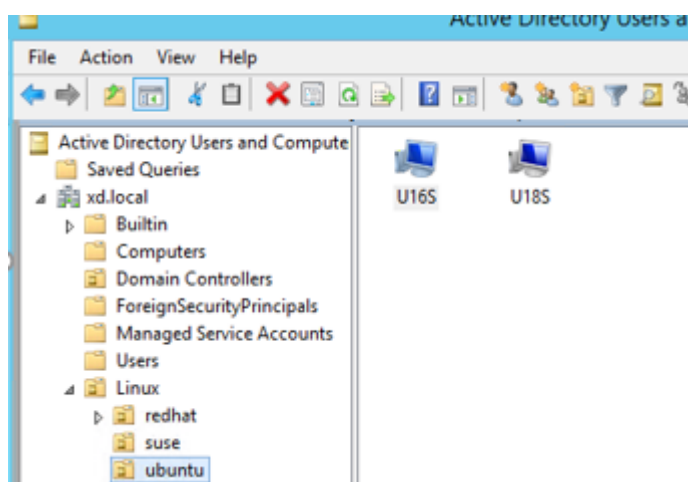 Active Directory Users a
File Action View Help
Active Directory Users and Compute
Saved Queries
xd.local
Builtin
Computers
Domain Controllers
ForeignSecurityPrincipals
Managed Service Accounts
Users
Linux
redhat
suse
ubuntu
U16S U18S